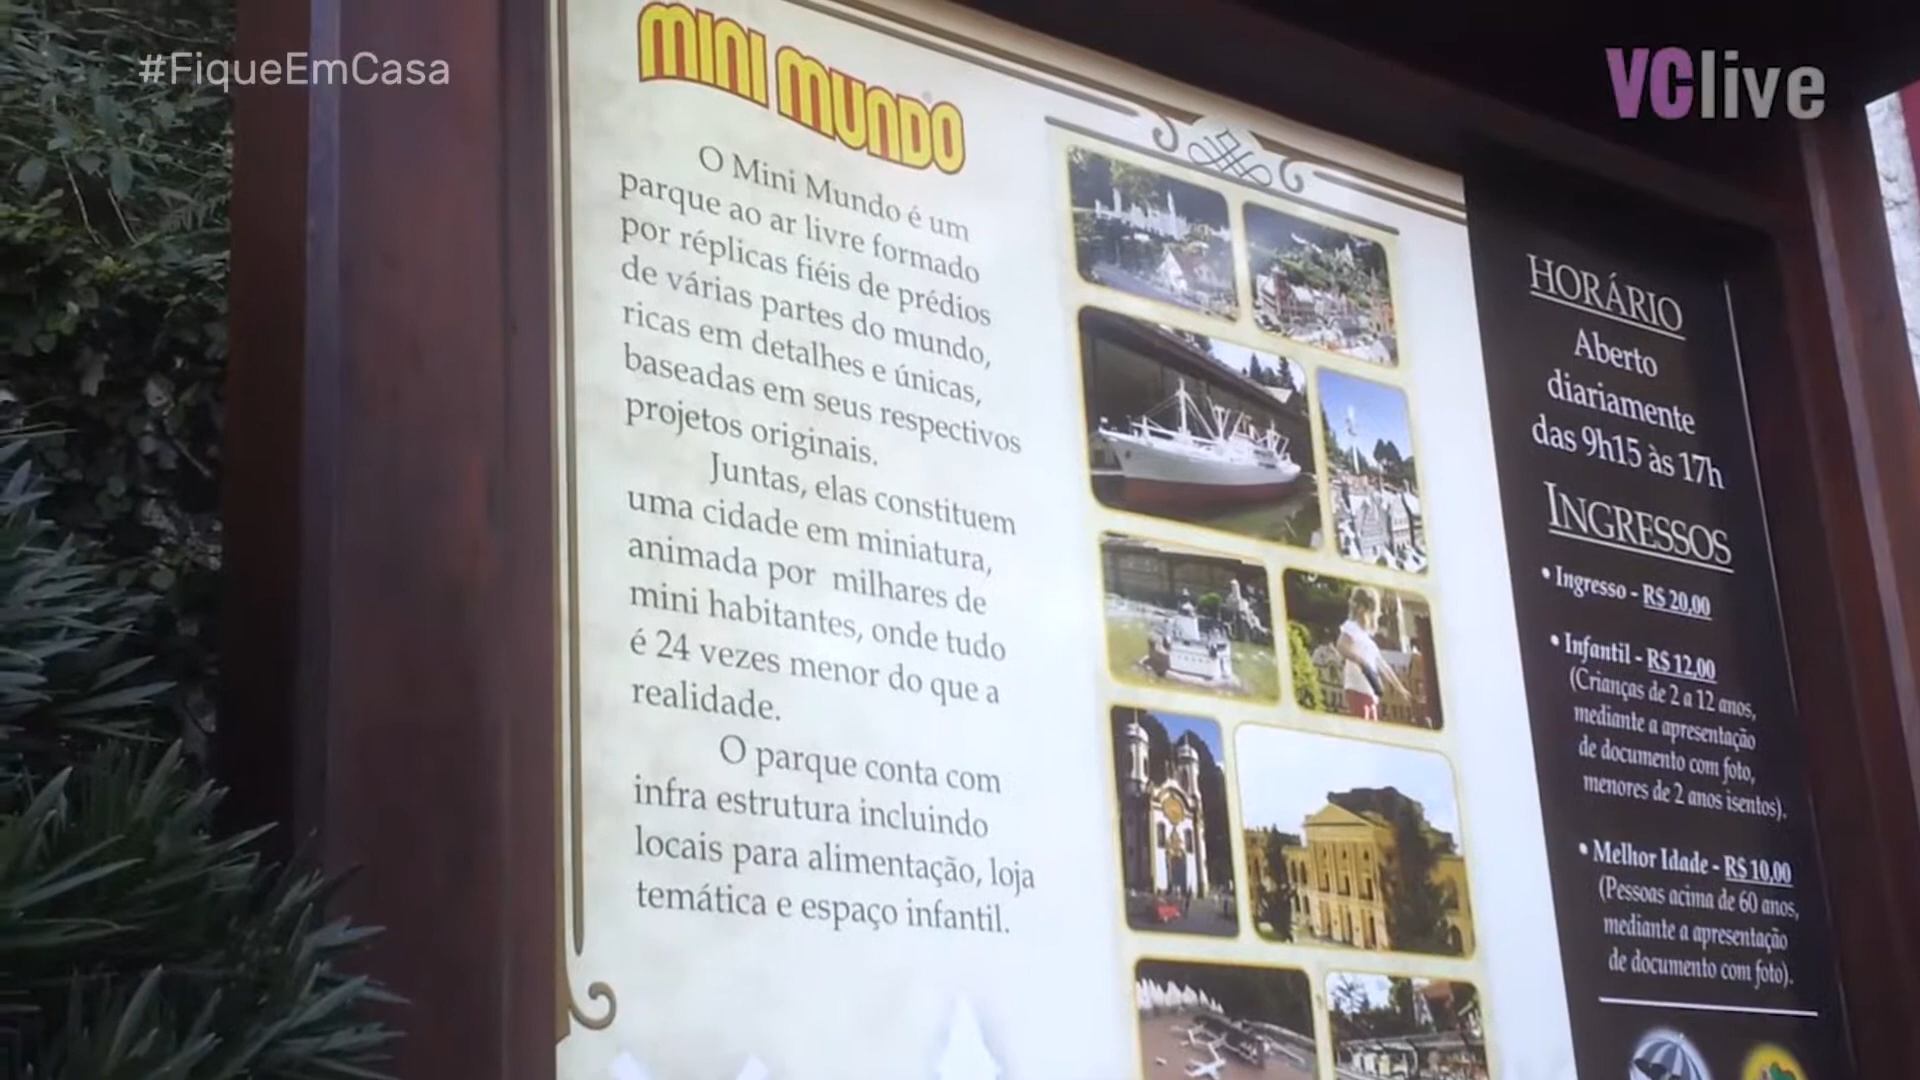 #FiqueEmCasa
VClive
MINI MUNDO
O Mini Mundo é um
parque ao ar livre formado
por réplicas fiéis de prédios
de várias partes do mundo,
ricas em detalhes e únicas,
baseadas em seus respectivos
projetos originais.
Juntas, elas constituem
uma cidade em miniatura,
animada por milhares de
mini habitantes, onde tudo
é 24 vezes menor do que a
realidade.
O parque conta com
infra estrutura incluindo
locais para alimentação, loja
temática e espaço infantil.
HORÁRIO
Aberto
diariamente
das 9h15 às 17h
INGRESSOS
• Ingresso - R$ 20,00
• Infantil - R$ 12,00
(Crianças de 2 a 12 anos,
mediante a apresentação
de documento com foto,
menores de 2 anos isentos).
• Melhor Idade - R$ 10,00
(Pessoas acima de 60 anos,
mediante a apresentação
de documento com foto).